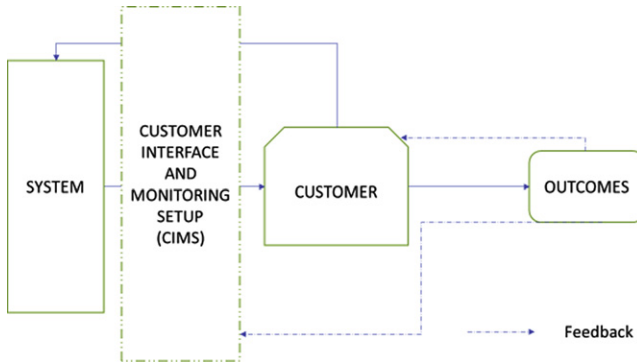 SYSTEM
CUSTOMER
INTERFACE
AND
MONITORING
SETUP
(CIMS)
CUSTOMER
OUTCOMES
Feedback